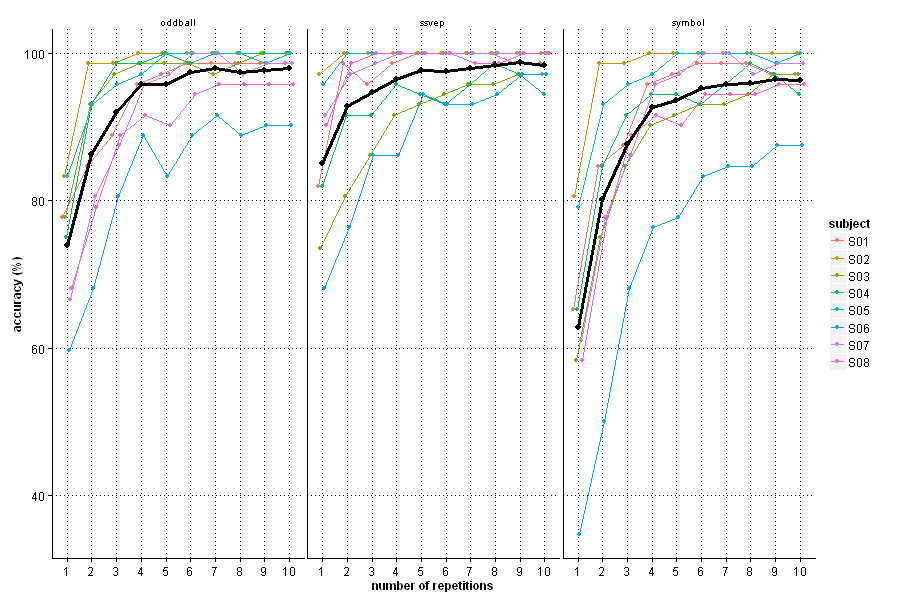 oddball ssvep symbol
100
80
60
40
accuracy (%)
1 2 3 4 5 6 7 8 9 10 1 2 3 4 5 6 7 8 9 10 1 2 3 4 5 6 7 8 9 10
number of repetitions
subject
S01
S02
S03
S04
S05
S06
S07
S08